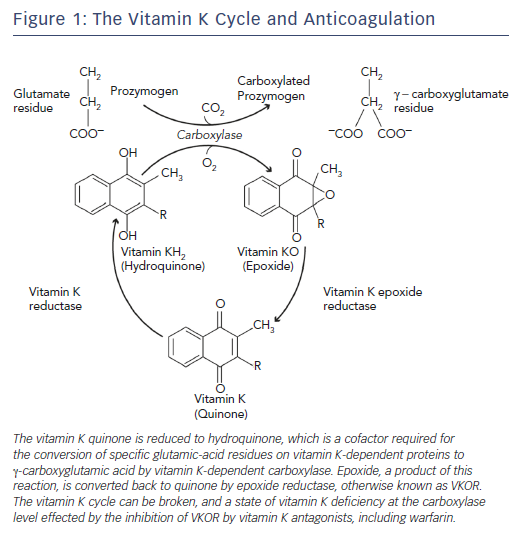 Figure 1: The Vitamin K Cycle and Anticoagulation
CH₂
Glutamate
residue
CH₂
COO⁻
Prozymogen
Carboxylated
Prozymogen
CH₂
CH₂
γ–carboxyglutamate
residue
⁻COO COO⁻
CO₂
Carboxylase
O₂
OH
CH₃
R
OH
Vitamin KH₂
(Hydroquinone)
O
CH₃
O
R
O
Vitamin KO
(Epoxide)
Vitamin K
reductase
Vitamin K epoxide
reductase
O
CH₃
R
O
Vitamin K
(Quinone)
The vitamin K quinone is reduced to hydroquinone, which is a cofactor required for
the conversion of specific glutamic-acid residues on vitamin K-dependent proteins to
γ-carboxyglutamic acid by vitamin K-dependent carboxylase. Epoxide, a product of this
reaction, is converted back to quinone by epoxide reductase, otherwise known as VKOR.
The vitamin K cycle can be broken, and a state of vitamin K deficiency at the carboxylase
level effected by the inhibition of VKOR by vitamin K antagonists, including warfarin.